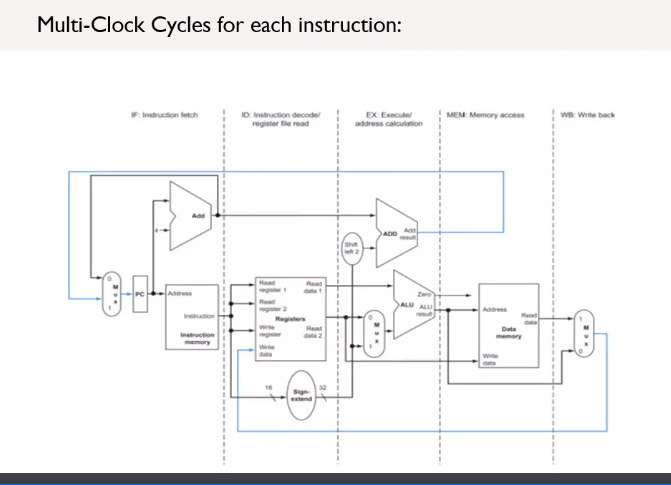 Multi-Clock Cycles for each instruction:
IF: Instruction fetch
ID: Instruction decode/
register file read
EX: Execute/
address calculation
MEM: Memory access
WB: Write back
Add
4
ADD
Add
result
Shift
left 2
0
M
u
x
1
PC
Address
Instruction
Instruction
memory
Read
register 1
Read
data 1
Read
register 2
Registers
Write
register
Read
data 2
Write
data
0
M
u
x
1
Zero
ALU
ALU
result
Address
Read
data
Data
memory
Write
data
1
M
u
x
0
16
Sign-
extend
32